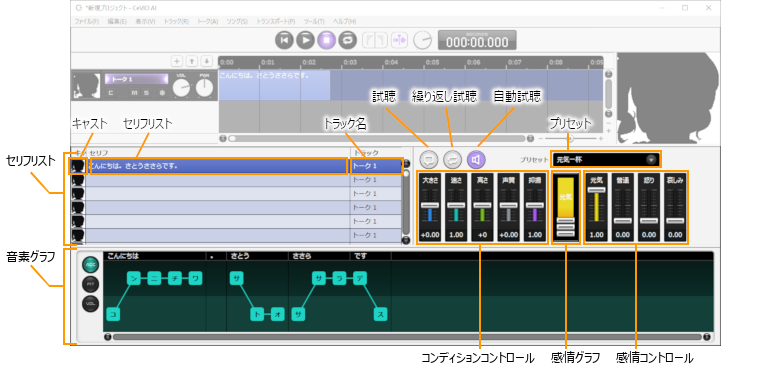 *新規プロジェクト - CeVIO AI
ファイル(F) 編集(E) 表示(V) トラック(R) トーク(A) ソング(S) トランスポート(P) ツール(T) ヘルプ(H)
000:00.000
0:00 0:01 0:02 0:03 0:04 0:05 0:06 0:07 0:08 0:09
トーク 1 VOL PAN
C M S
こんにちは。さとうささらです。
試聴 繰り返し試聴 自動試聴
キャスト セリフリスト トラック名 プリセット
セリフ トラック
プリセット 元気一杯
セリフリスト
こんにちは。さとうささらです。 トーク 1
トーク 1
トーク 1
トーク 1
トーク 1
大きさ 速さ 高さ 声質 抑揚 元気 元気 普通 怒り 哀しみ
+0.00 1.00 +0 +0.00 1.00 1.00 0.00 0.00 0.00
音素グラフ
こんにちは 。 さとう ささら です
VOL
コ ン ニ チ ワ サ ト オ サ サ ラ デ ス
コンディションコントロール 感情グラフ 感情コントロール